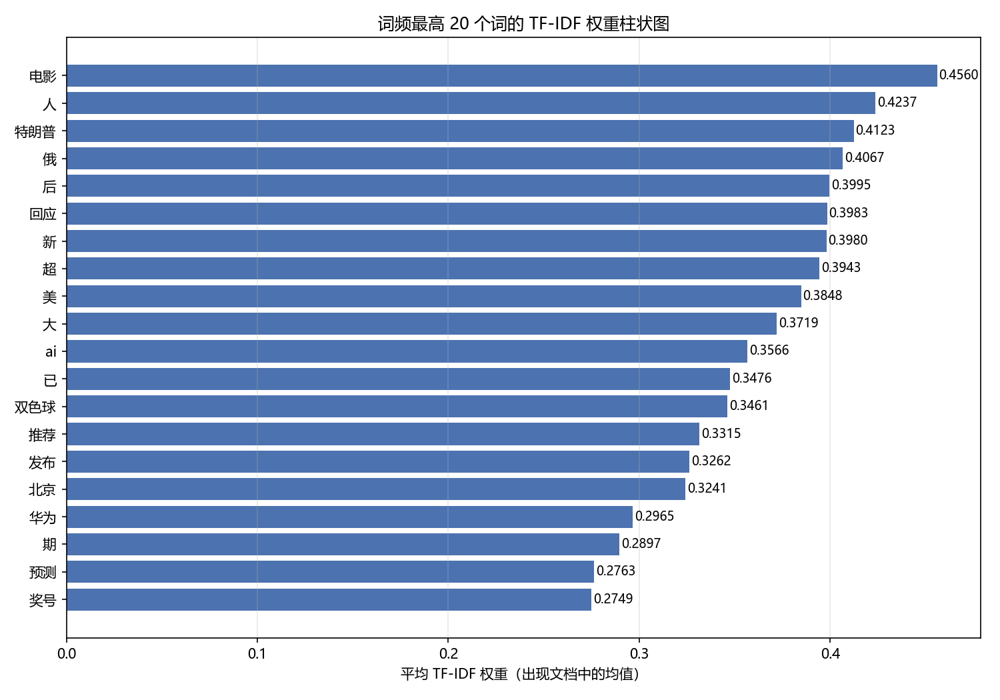 词频最高 20 个词的 TF-IDF 权重柱状图
电影 0.4560
人 0.4237
特朗普 0.4123
俄 0.4067
后 0.3995
回应 0.3983
新 0.3980
超 0.3943
美 0.3848
大 0.3719
ai 0.3566
已 0.3476
双色球 0.3461
推荐 0.3315
发布 0.3262
北京 0.3241
华为 0.2965
期 0.2897
预测 0.2763
奖号 0.2749
0.0 0.1 0.2 0.3 0.4
平均 TF-IDF 权重（出现文档中的均值）